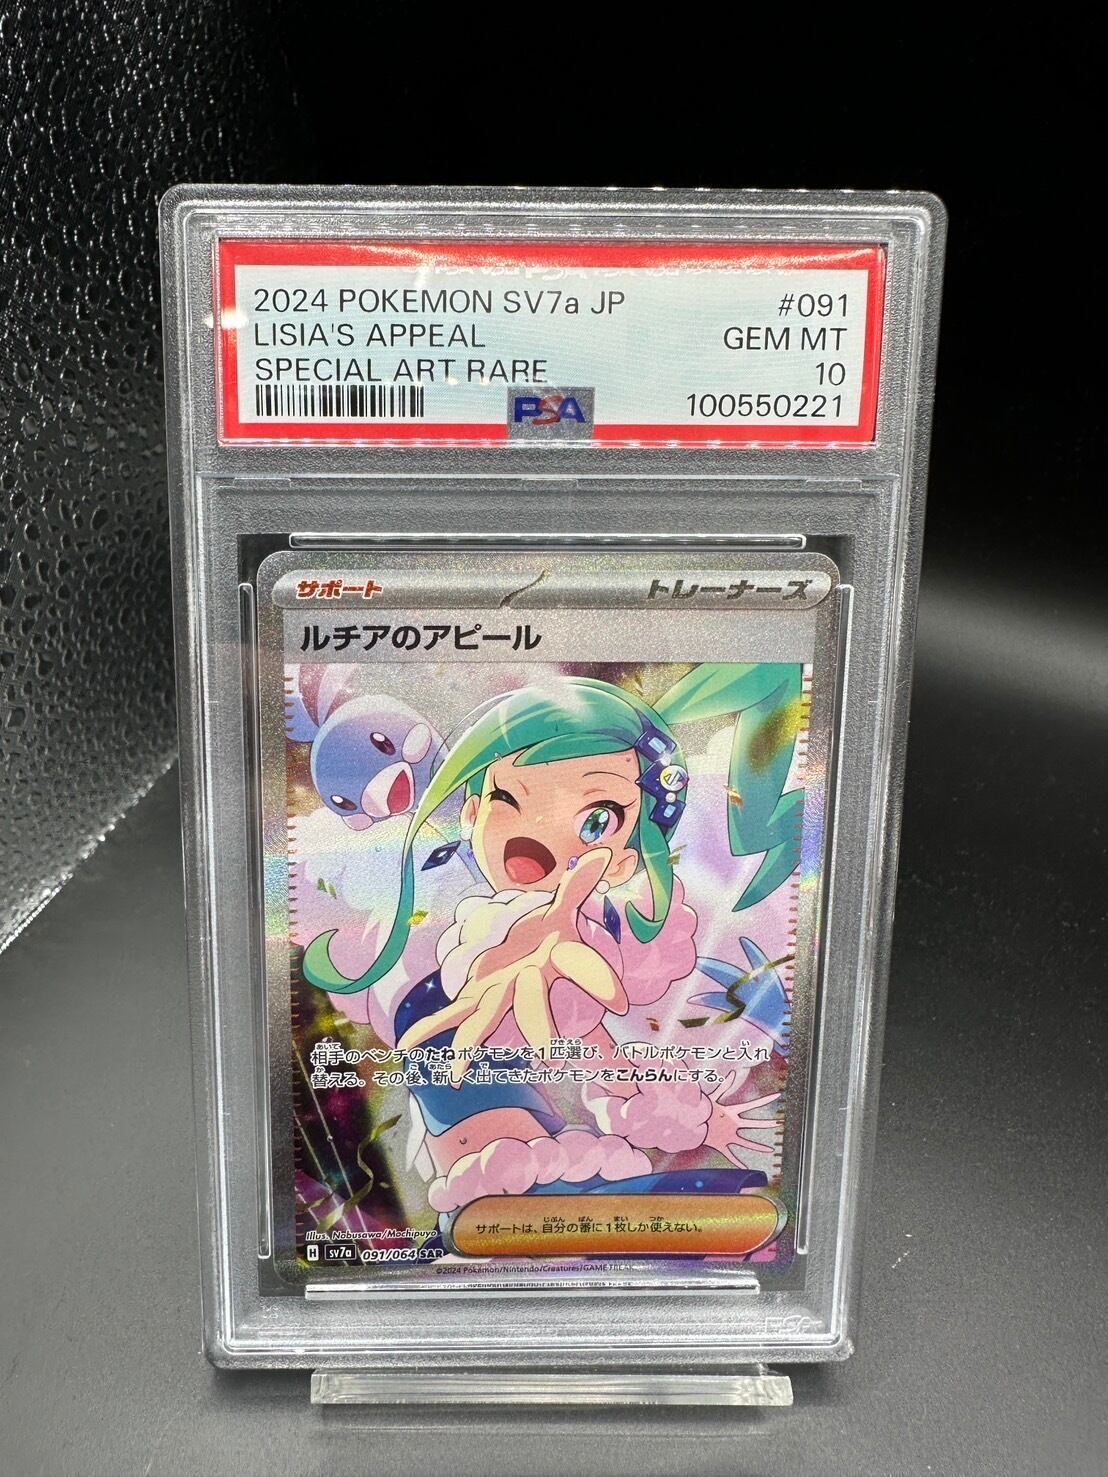 2024 POKEMON SV7a JP #091
LISIA'S APPEAL GEM MT
SPECIAL ART RARE 10
PSA 100550221
サポート トレーナーズ
ルチアのアピール
相手のベンチのたねポケモンを1匹選び、バトルポケモンと入れ
替える。その後、新しく出てきたポケモンをこんらんにする。
サポートは、自分の番に1枚しか使えない。
Illus. Nobusawa/Mochipuyo
H sv7a 091/064 SAR
©2024 Pokémon/Nintendo/Creatures/GAME FREAK